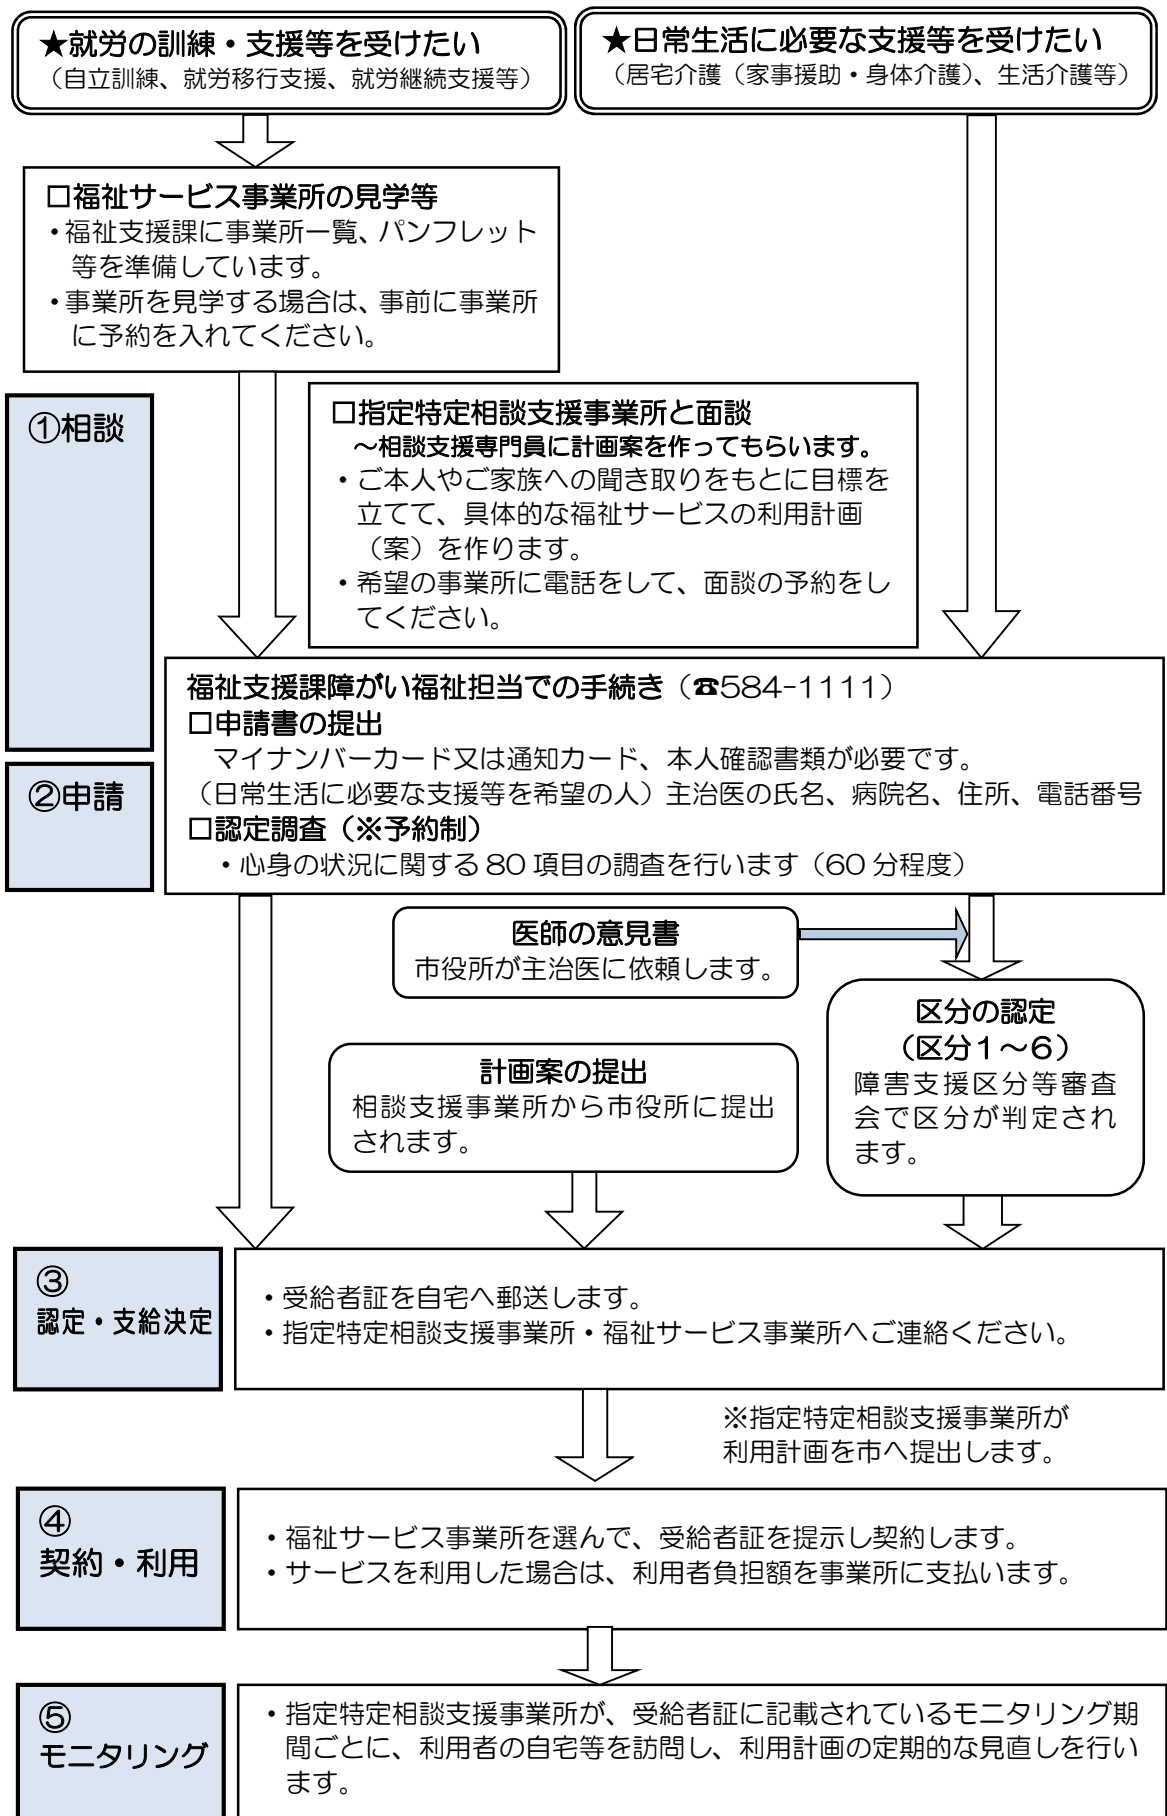 ★就労の訓練・支援等を受けたい
（自立訓練、就労移行支援、就労継続支援等）
★日常生活に必要な支援等を受けたい
（居宅介護（家事援助・身体介護）、生活介護等）
□福祉サービス事業所の見学等
・福祉支援課に事業所一覧、パンフレット
等を準備しています。
・事業所を見学する場合は、事前に事業所
に予約を入れてください。
①相談
□指定特定相談支援事業所と面談
～相談支援専門員に計画案を作ってもらいます。
・ご本人やご家族への聞き取りをもとに目標を
立てて、具体的な福祉サービスの利用計画
（案）を作ります。
・希望の事業所に電話をして、面談の予約をし
てください。
②申請
福祉支援課障がい福祉担当での手続き（☎584-1111）
□申請書の提出
マイナンバーカード又は通知カード、本人確認書類が必要です。
（日常生活に必要な支援等を希望の人）主治医の氏名、病院名、住所、電話番号
□認定調査（※予約制）
・心身の状況に関する80項目の調査を行います（60分程度）
医師の意見書
市役所が主治医に依頼します。
区分の認定
（区分１～６）
障害支援区分等審査
会で区分が判定され
ます。
計画案の提出
相談支援事業所から市役所に提出
されます。
③
認定・支給決定
・受給者証を自宅へ郵送します。
・指定特定相談支援事業所・福祉サービス事業所へご連絡ください。
※指定特定相談支援事業所が
利用計画を市へ提出します。
④
契約・利用
・福祉サービス事業所を選んで、受給者証を提示し契約します。
・サービスを利用した場合は、利用者負担額を事業所に支払います。
⑤
モニタリング
・指定特定相談支援事業所が、受給者証に記載されているモニタリング期
間ごとに、利用者の自宅等を訪問し、利用計画の定期的な見直しを行い
ます。